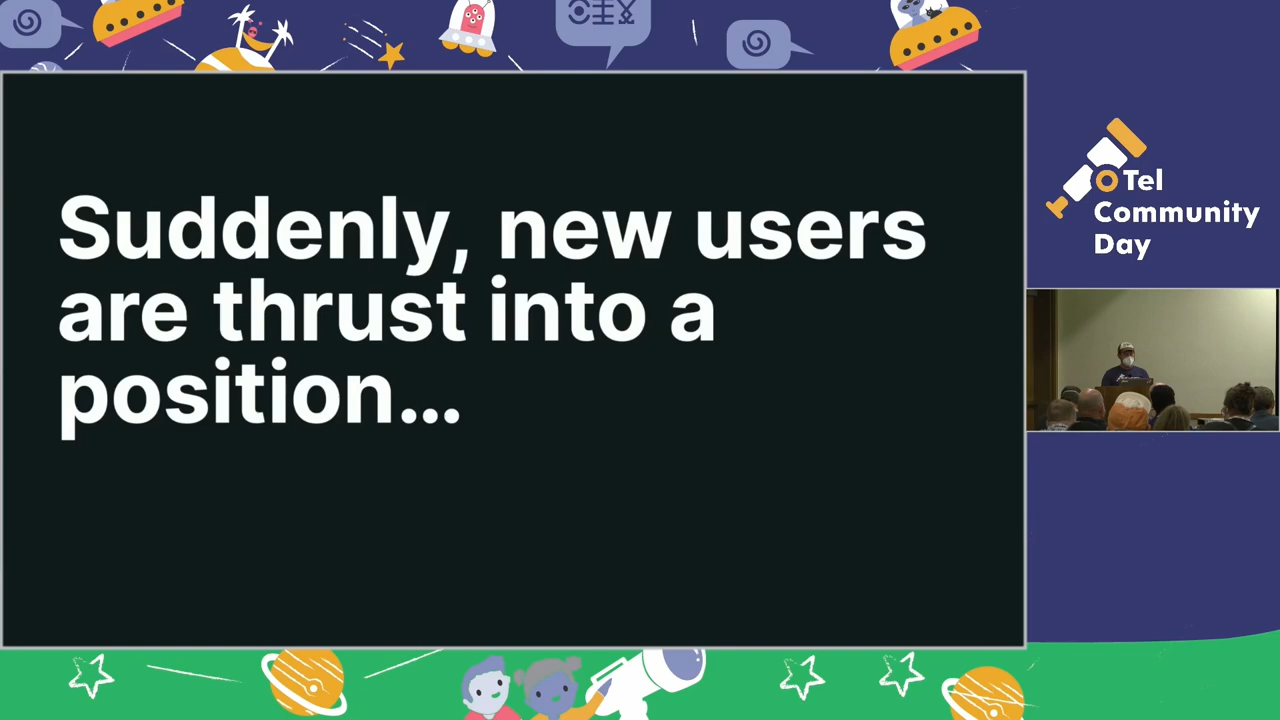 Suddenly, new users
are thrust into a
position...
OTel
Community
Day